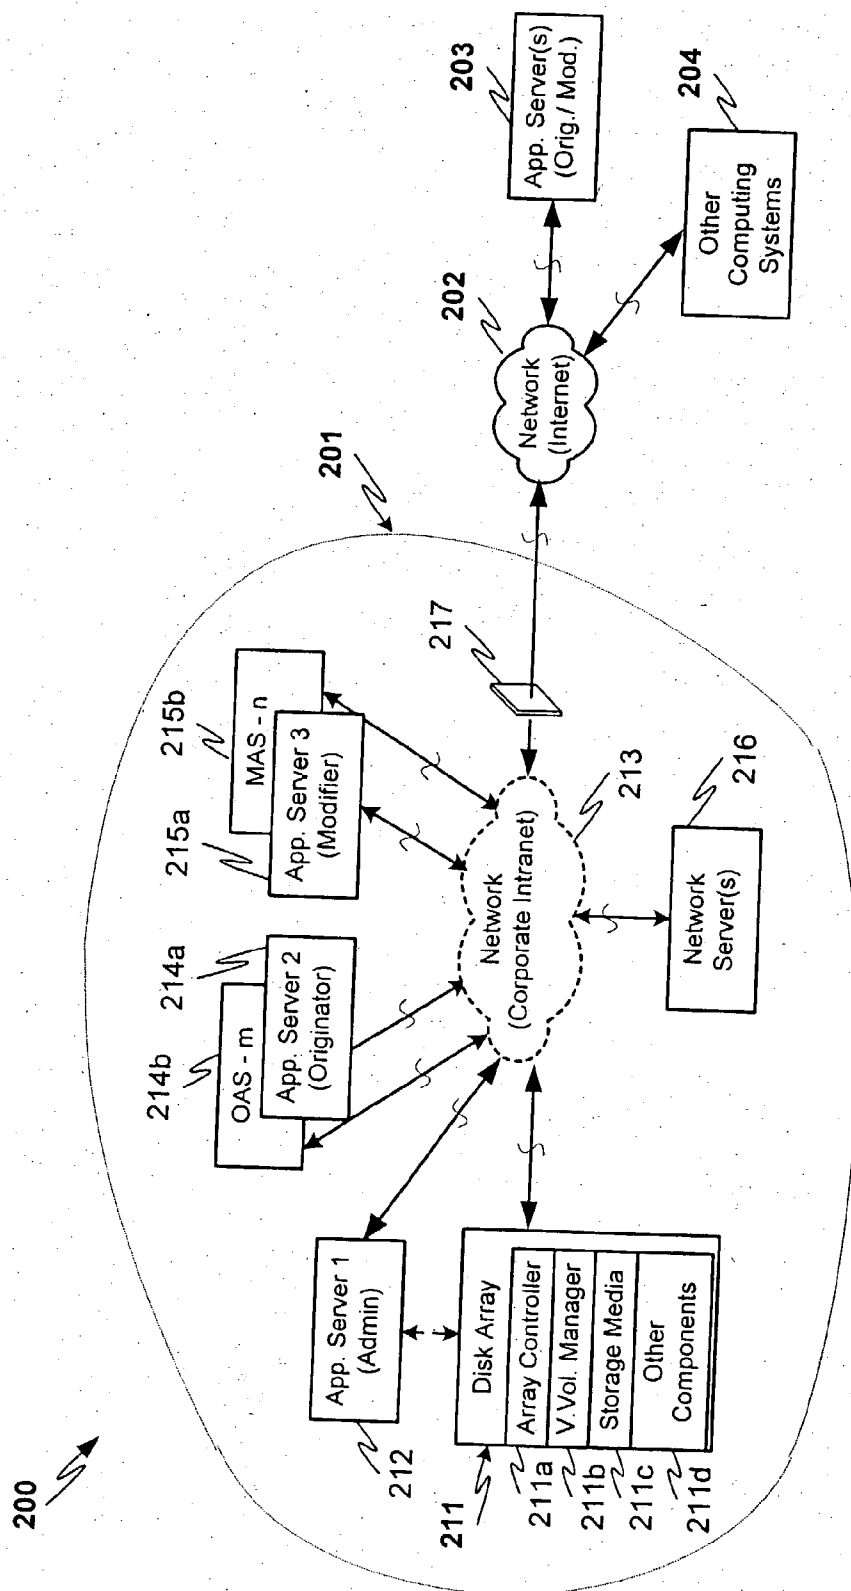 200
201
212
App. Server 1
(Admin)
211
Disk Array
211a
Array Controller
211b
V.Vol. Manager
211c
Storage Media
211d
Other
Components
214b
OAS - m
214a
App. Server 2
(Originator)
215b
MAS - n
215a
App. Server 3
(Modifier)
Network
(Corporate Intranet)
213
217
216
Network
Server(s)
202
Network
(Internet)
203
App. Server(s)
(Orig./ Mod.)
204
Other
Computing
Systems